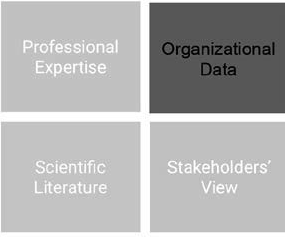 Professional
Expertise
Organizational
Data
Scientific
Literature
Stakeholders’
View